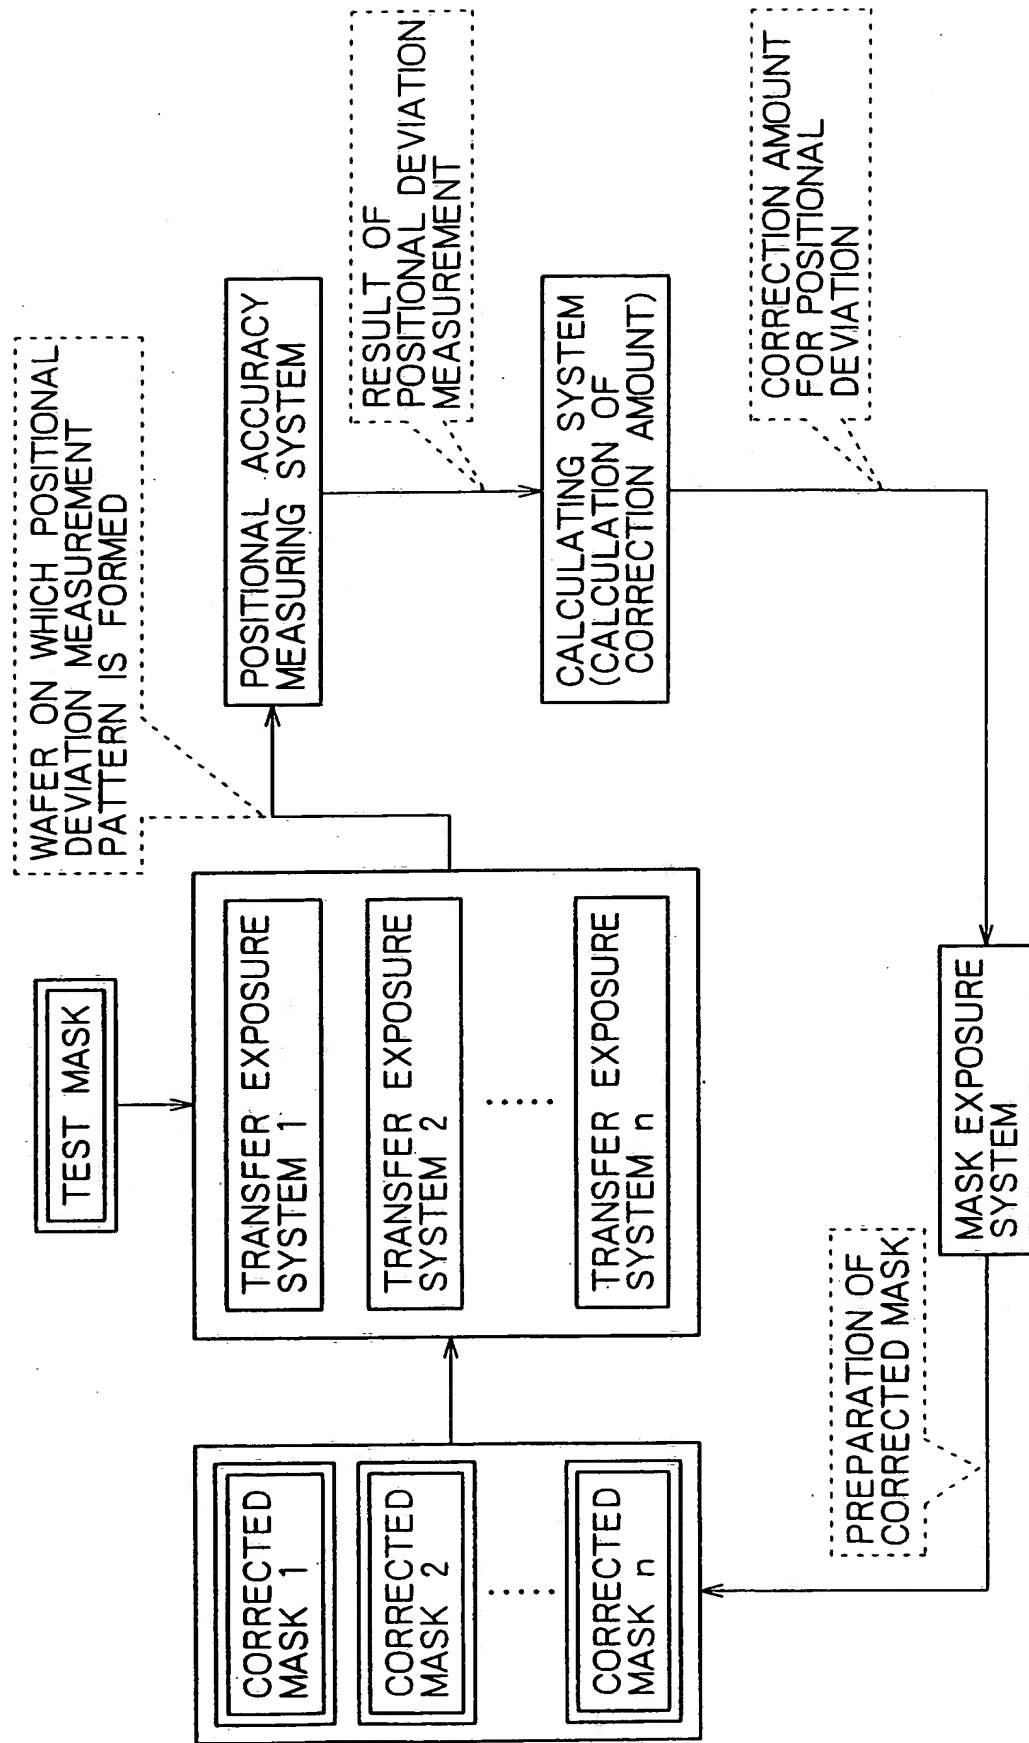 TEST MASK
WAFER ON WHICH POSITIONAL
DEVIATION MEASUREMENT
PATTERN IS FORMED
CORRECTED
MASK 1
CORRECTED
MASK 2
.....
CORRECTED
MASK n
TRANSFER EXPOSURE
SYSTEM 1
TRANSFER EXPOSURE
SYSTEM 2
.....
TRANSFER EXPOSURE
SYSTEM n
POSITIONAL ACCURACY
MEASURING SYSTEM
RESULT OF
POSITIONAL DEVIATION
MEASUREMENT
CALCULATING SYSTEM
(CALCULATION OF
CORRECTION AMOUNT)
CORRECTION AMOUNT
FOR POSITIONAL
DEVIATION
PREPARATION OF
CORRECTED MASK
MASK EXPOSURE
SYSTEM